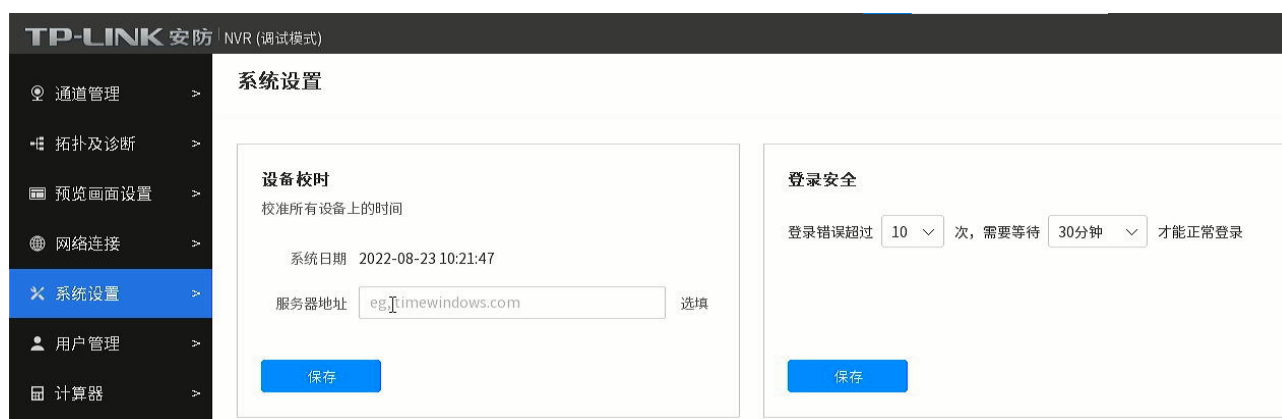 TP-LINK 安防 NVR (调试模式)
通道管理 >
拓扑及诊断 >
预览画面设置 >
网络连接 >
系统设置 >
用户管理 >
计算器 >
系统设置
设备校时
校准所有设备上的时间
系统日期 2022-08-23 10:21:47
服务器地址 eg,timewindows.com 选填
保存
登录安全
登录错误超过 10 次，需要等待 30分钟 才能正常登录
保存